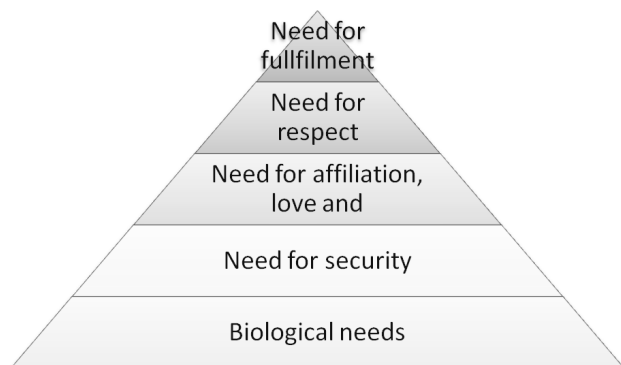 Need for
fullfilment
Need for
respect
Need for affiliation,
love and
Need for security
Biological needs